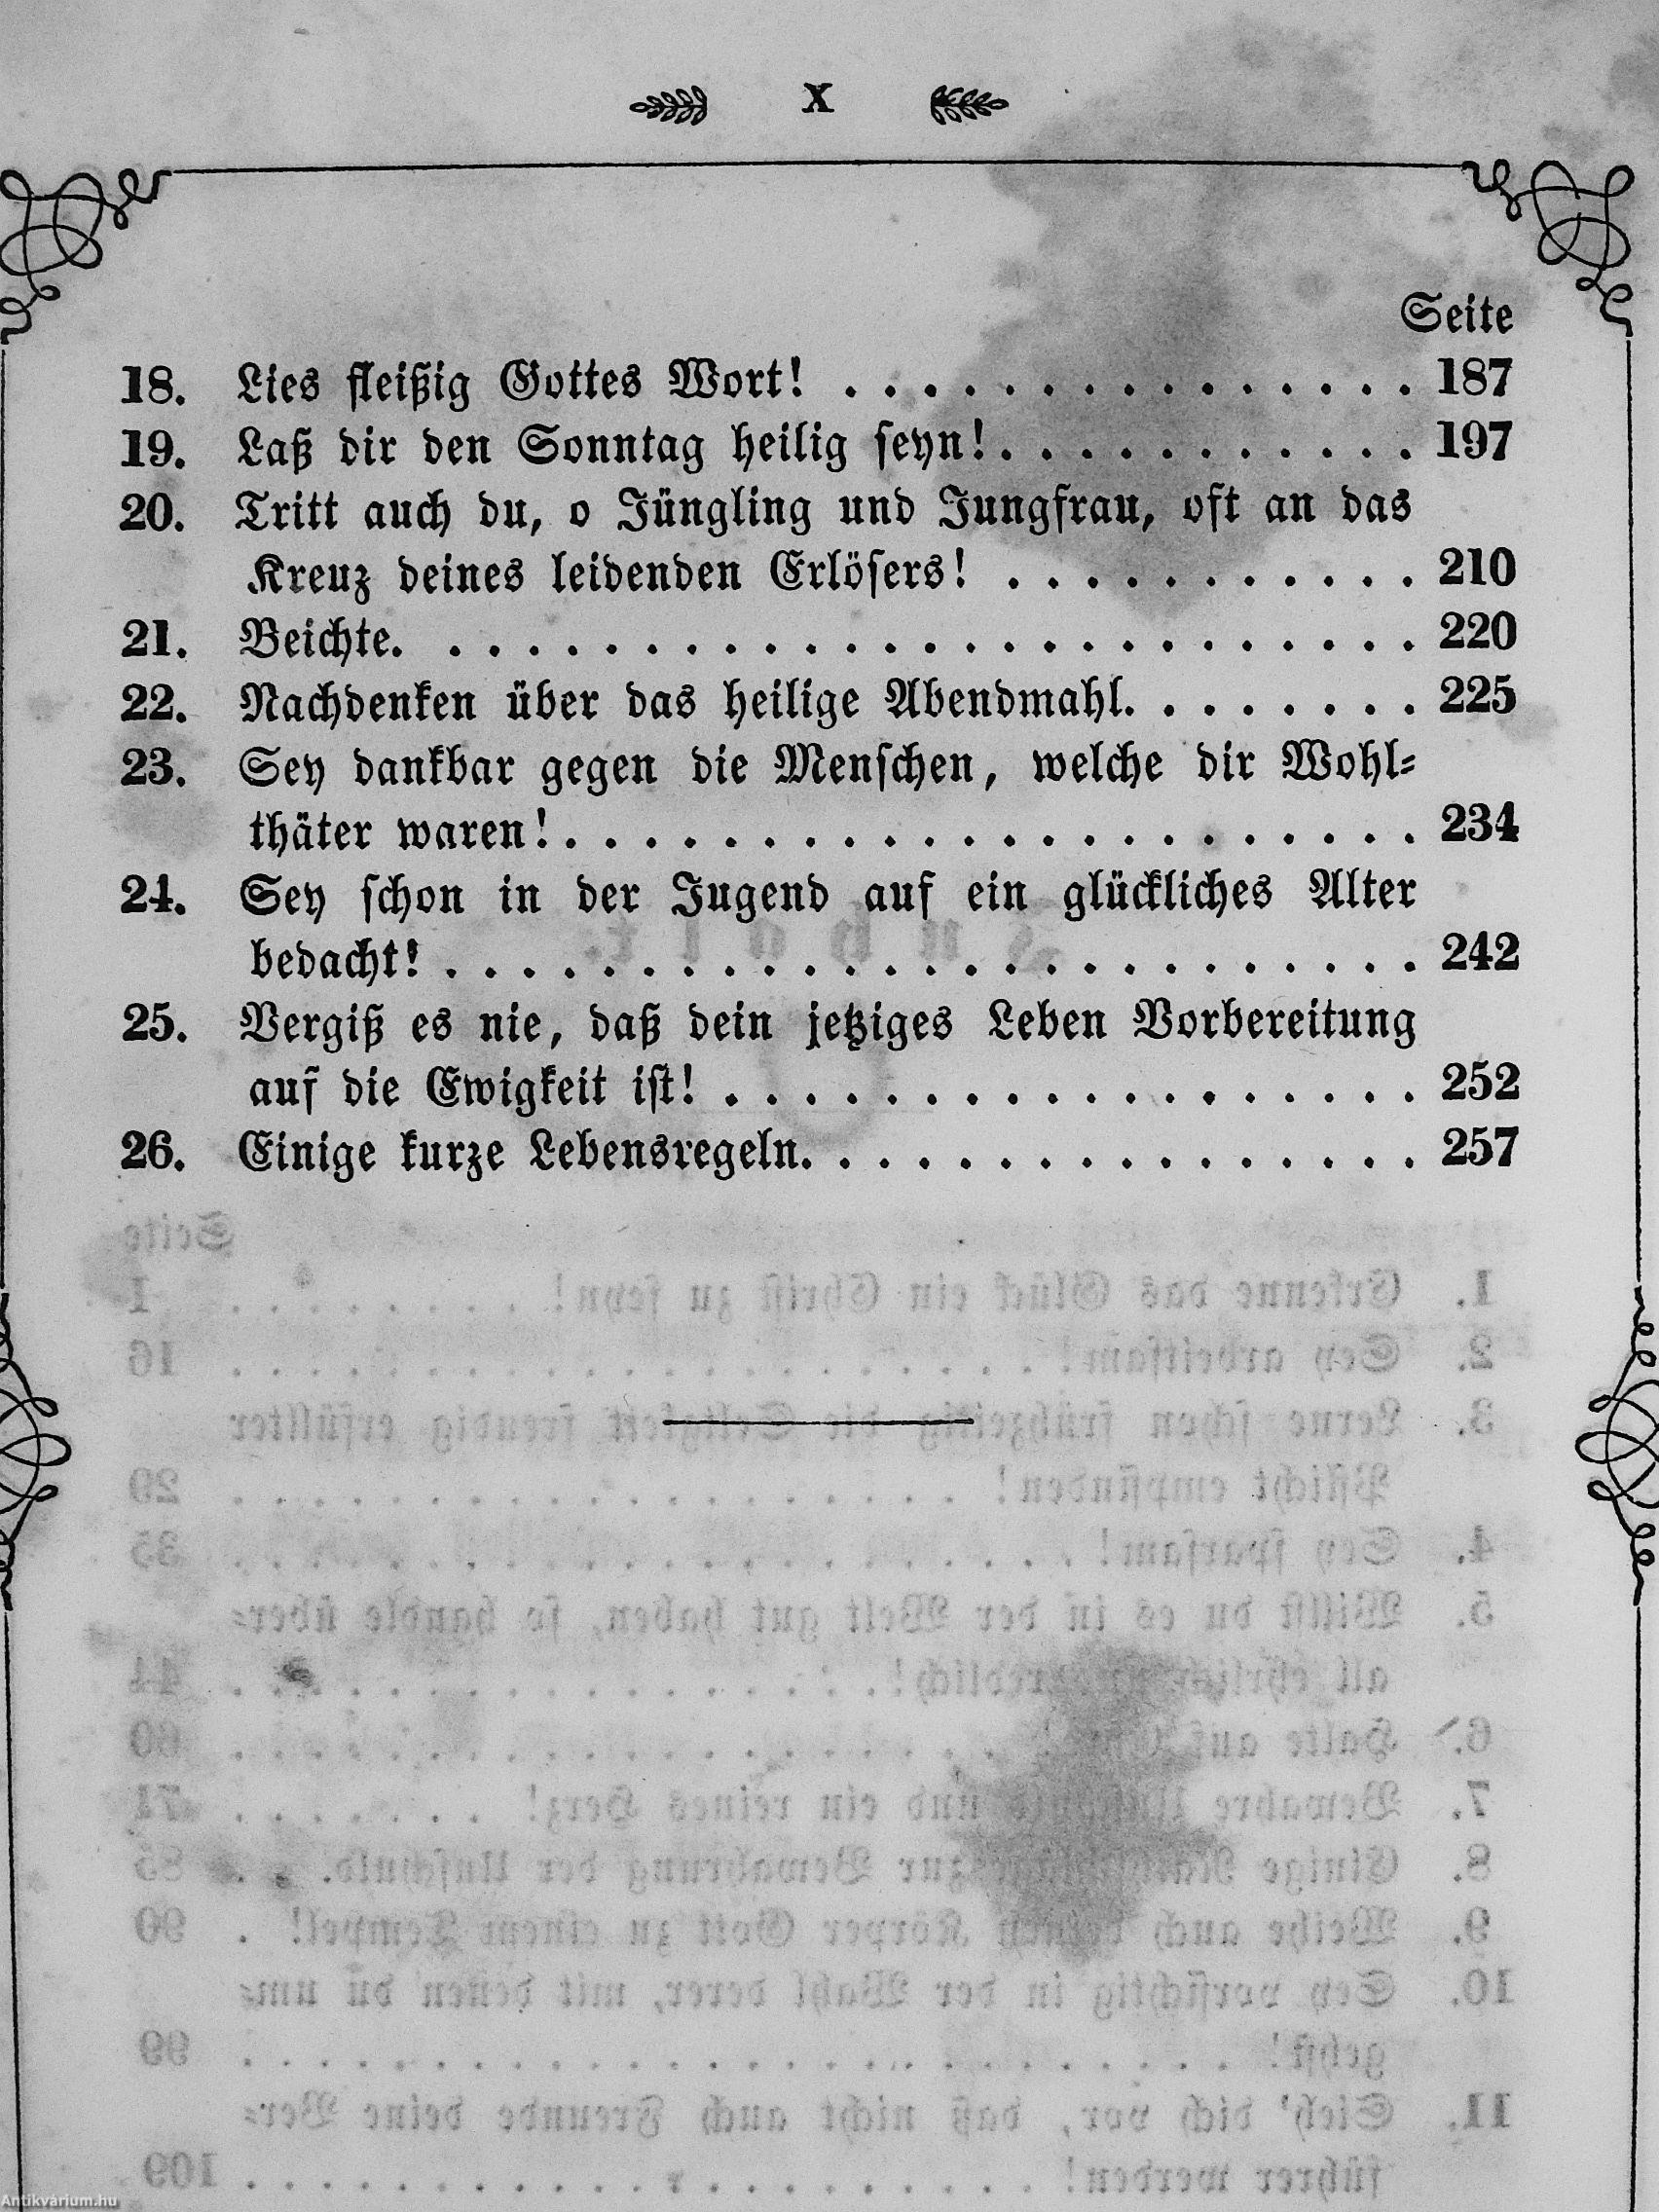 X
Seite
18. Lies fleißig Gottes Wort! . . . . . . . . . . . . . . . 187
19. Laß dir den Sonntag heilig seyn! . . . . . . . . . . . 197
20. Tritt auch du, o Jüngling und Jungfrau, oft an das
Kreuz deines leidenden Erlösers! . . . . . . . . . . . 210
21. Beichte. . . . . . . . . . . . . . . . . . . . . . . . . . 220
22. Nachdenken über das heilige Abendmahl. . . . . . . . 225
23. Sey dankbar gegen die Menschen, welche dir Wohl-
thäter waren! . . . . . . . . . . . . . . . . . . . . . . 234
24. Sey schon in der Jugend auf ein glückliches Alter
bedacht! . . . . . . . . . . . . . . . . . . . . . . . . . 242
25. Vergiß es nie, daß dein jetziges Leben Vorbereitung
auf die Ewigkeit ist! . . . . . . . . . . . . . . . . . . 252
26. Einige kurze Lebensregeln. . . . . . . . . . . . . . . . 257
Antikvárium.hu